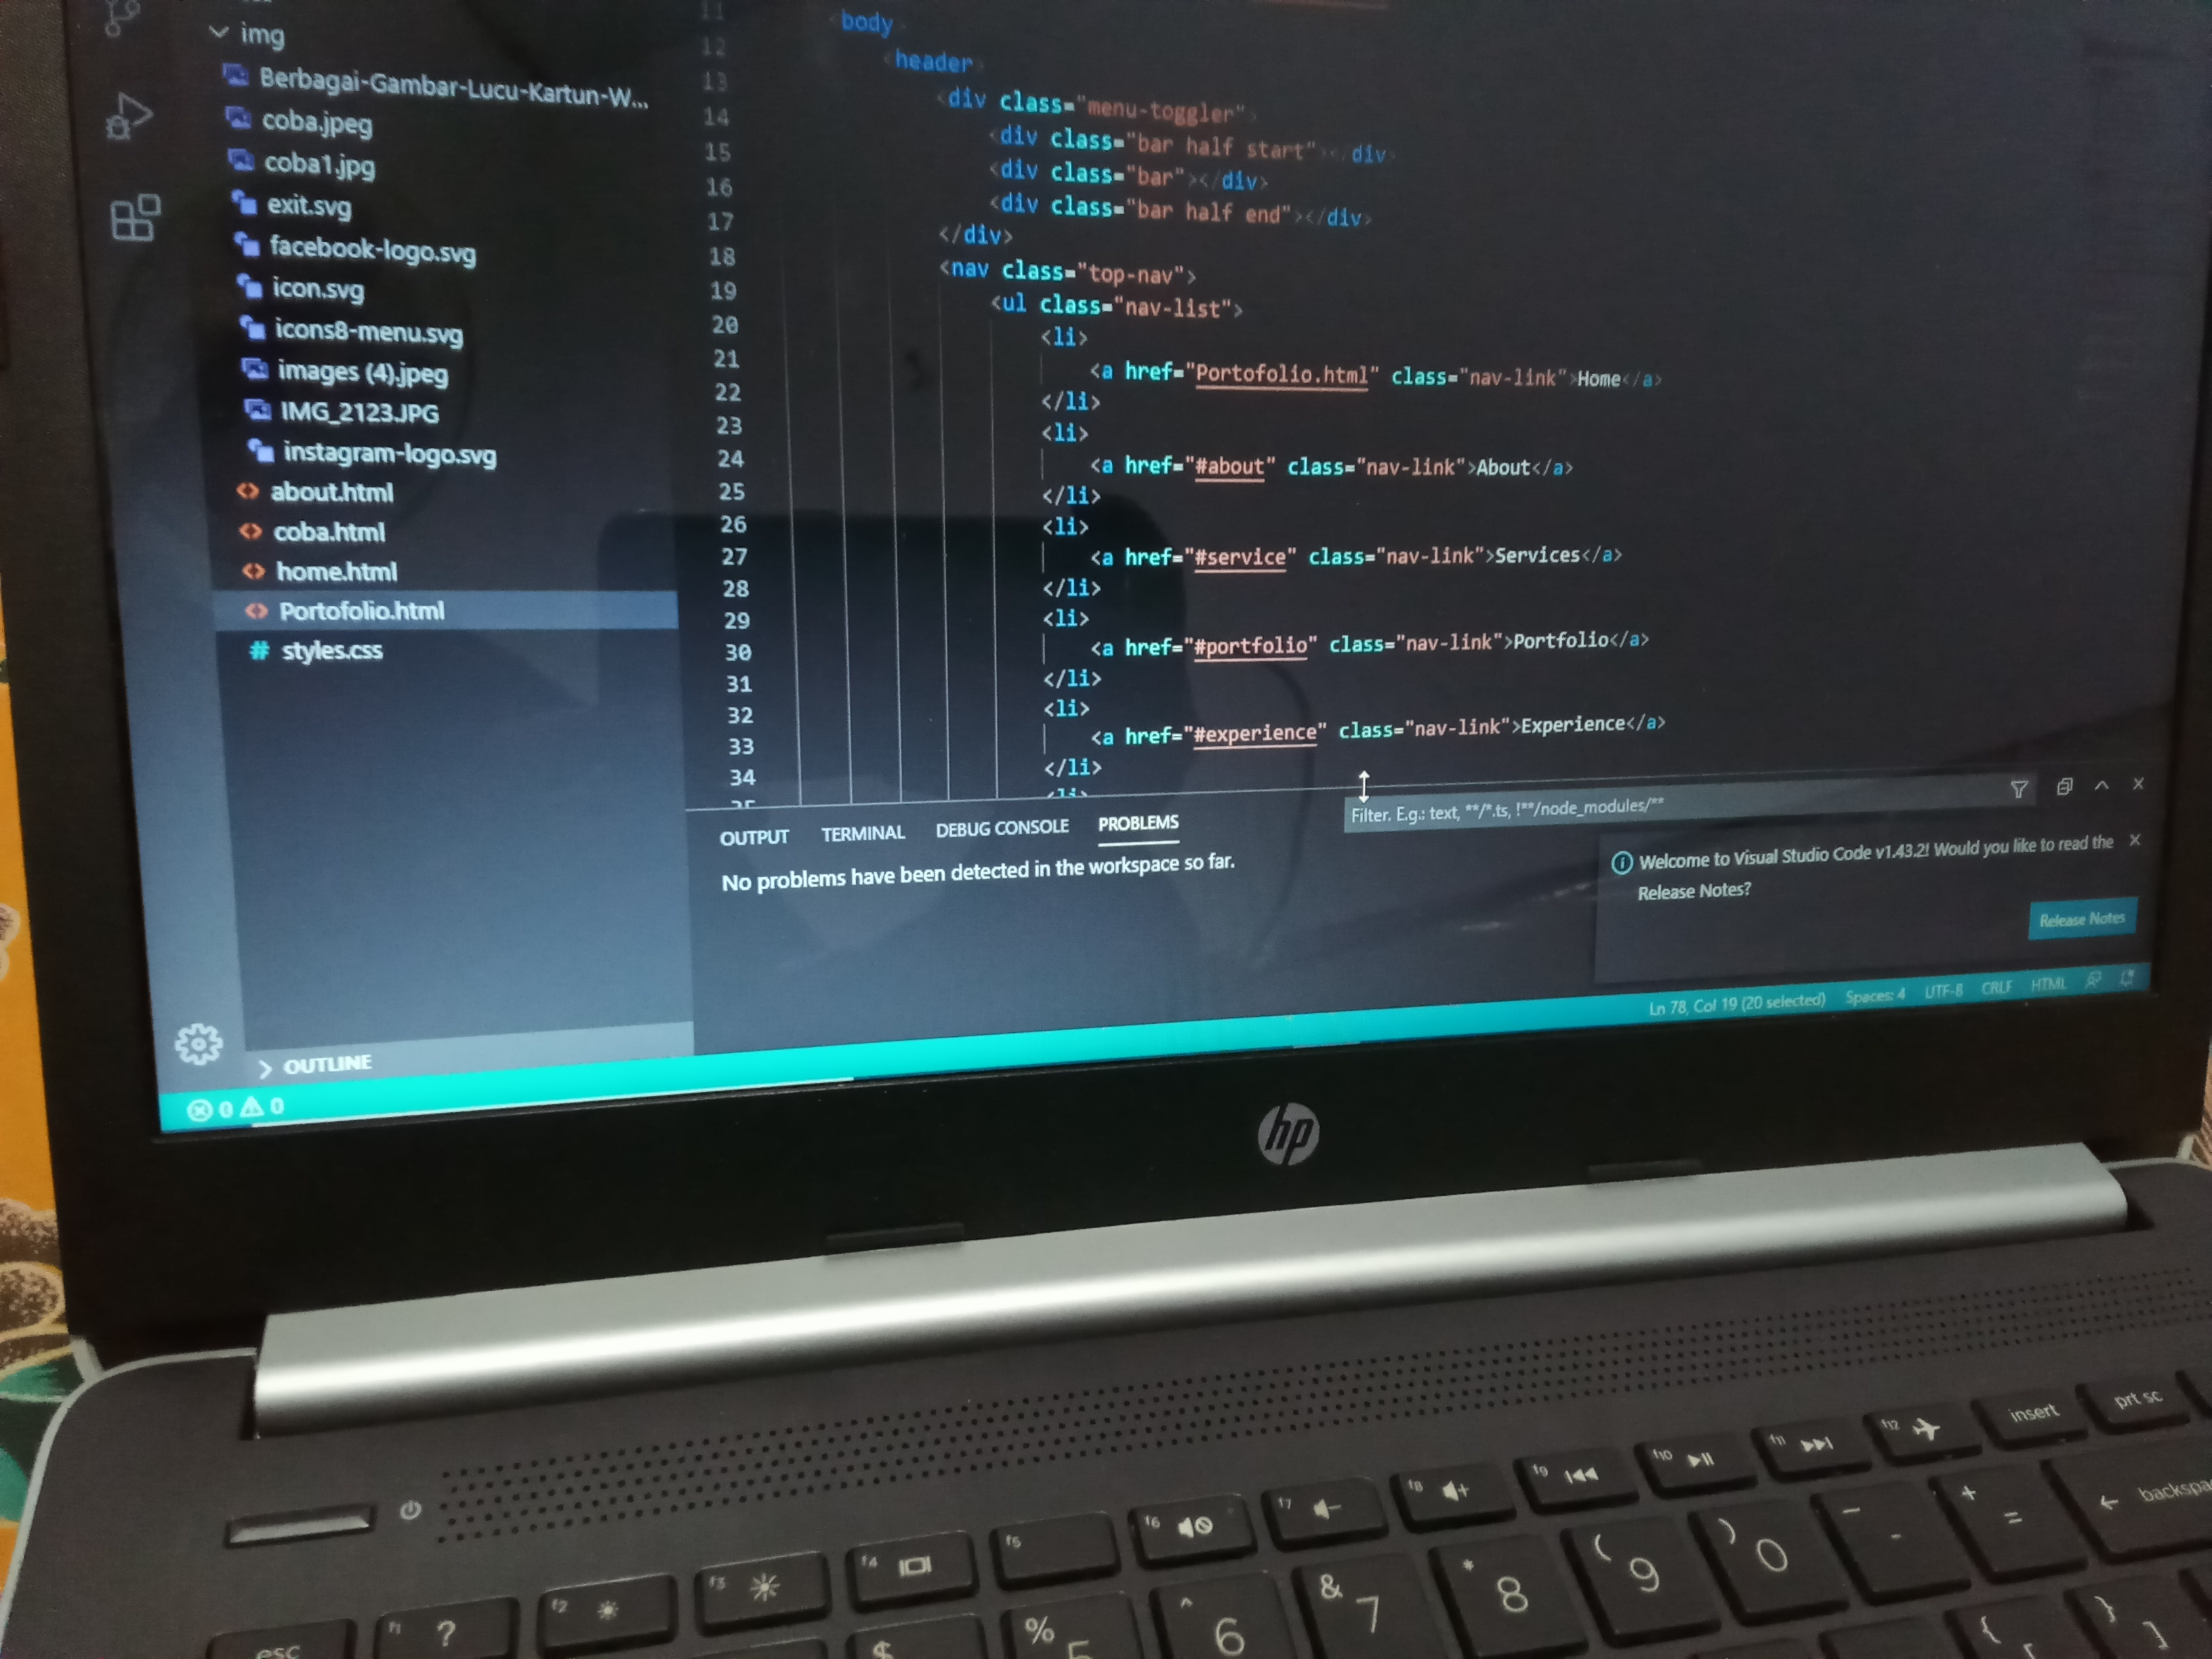 img
Berbagai-Gambar-Lucu-Kartun-W...
coba.jpeg
coba1.jpg
exit.svg
facebook-logo.svg
icon.svg
icons8-menu.svg
images (4).jpeg
IMG_2123.JPG
instagram-logo.svg
about.html
coba.html
home.html
Portofolio.html
# styles.css
OUTLINE
0 0
11 <body>
12 <header>
13 <div class="menu-toggler">
14 <div class="bar half start"></div>
15 <div class="bar"></div>
16 <div class="bar half end"></div>
17 </div>
18 <nav class="top-nav">
19 <ul class="nav-list">
20 <li>
21 <a href="Portofolio.html" class="nav-link">Home</a>
22 </li>
23 <li>
24 <a href="#about" class="nav-link">About</a>
25 </li>
26 <li>
27 <a href="#service" class="nav-link">Services</a>
28 </li>
29 <li>
30 <a href="#portfolio" class="nav-link">Portfolio</a>
31 </li>
32 <li>
33 <a href="#experience" class="nav-link">Experience</a>
34 </li>
35 <li>
OUTPUT TERMINAL DEBUG CONSOLE PROBLEMS
Filter. E.g.: text, **/*.ts, !**/node_modules/**
No problems have been detected in the workspace so far.
Welcome to Visual Studio Code v1.43.2! Would you like to read the
Release Notes?
Release Notes
Ln 78, Col 19 (20 selected) Spaces: 4 UTF-8 CRLF HTML
hp
esc f1 ? f2 f3 f4 f5 f6 f7 f8 f9 f10 f11 f12 insert prt sc
$ % 5 ^ 6 & 7 * 8 ( 9 ) 0 - + = backspa
{ [ } ]